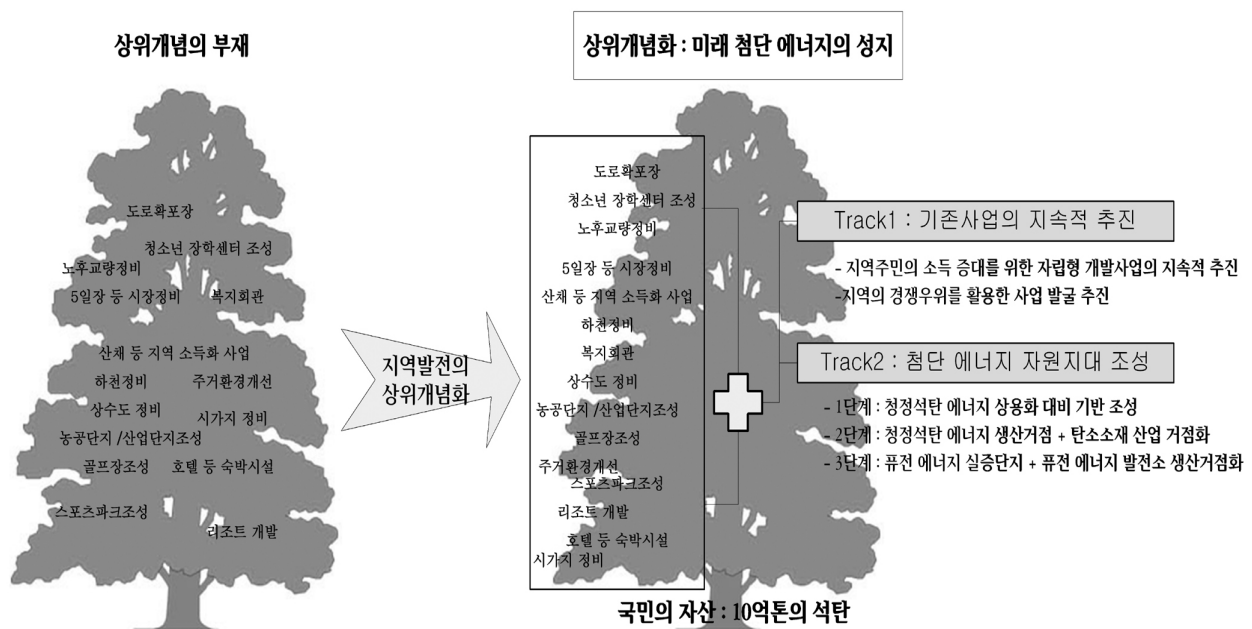 상위개념의 부재
도로확포장
청소년 장학센터 조성
노후교량정비
5일장 등 시장정비
복지회관
산채 등 지역 소득화 사업
하천정비
주거환경개선
상수도 정비
시가지 정비
농공단지 /산업단지조성
골프장조성
호텔 등 숙박시설
스포츠파크조성
리조트 개발
지역발전의
상위개념화
상위개념화 : 미래 첨단 에너지의 성지
도로확포장
청소년 장학센터 조성
노후교량정비
5일장 등 시장정비
산채 등 지역 소득화 사업
하천정비
복지회관
상수도 정비
농공단지 /산업단지조성
골프장조성
주거환경개선
스포츠파크조성
리조트 개발
호텔 등 숙박시설
시가지 정비
Track1 : 기존사업의 지속적 추진
- 지역주민의 소득 증대를 위한 자립형 개발사업의 지속적 추진
-지역의 경쟁우위를 활용한 사업 발굴 추진
Track2 : 첨단 에너지 자원지대 조성
- 1단계 : 청정석탄 에너지 상용화 대비 기반 조성
- 2단계 : 청정석탄 에너지 생산거점 + 탄소소재 산업 거점화
- 3단계 : 퓨전 에너지 실증단지 + 퓨전 에너지 발전소 생산거점화
국민의 자산 : 10억톤의 석탄